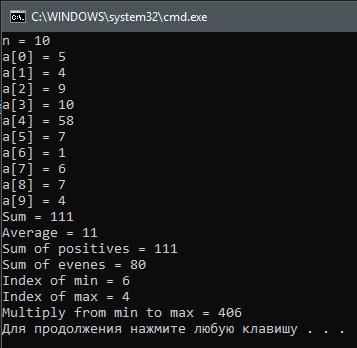 C:\WINDOWS\system32\cmd.exe
n = 10
a[0] = 5
a[1] = 4
a[2] = 9
a[3] = 10
a[4] = 58
a[5] = 7
a[6] = 1
a[7] = 6
a[8] = 7
a[9] = 4
Sum = 111
Average = 11
Sum of positives = 111
Sum of evenes = 80
Index of min = 6
Index of max = 4
Multiply from min to max = 406
Для продолжения нажмите любую клавишу . . .